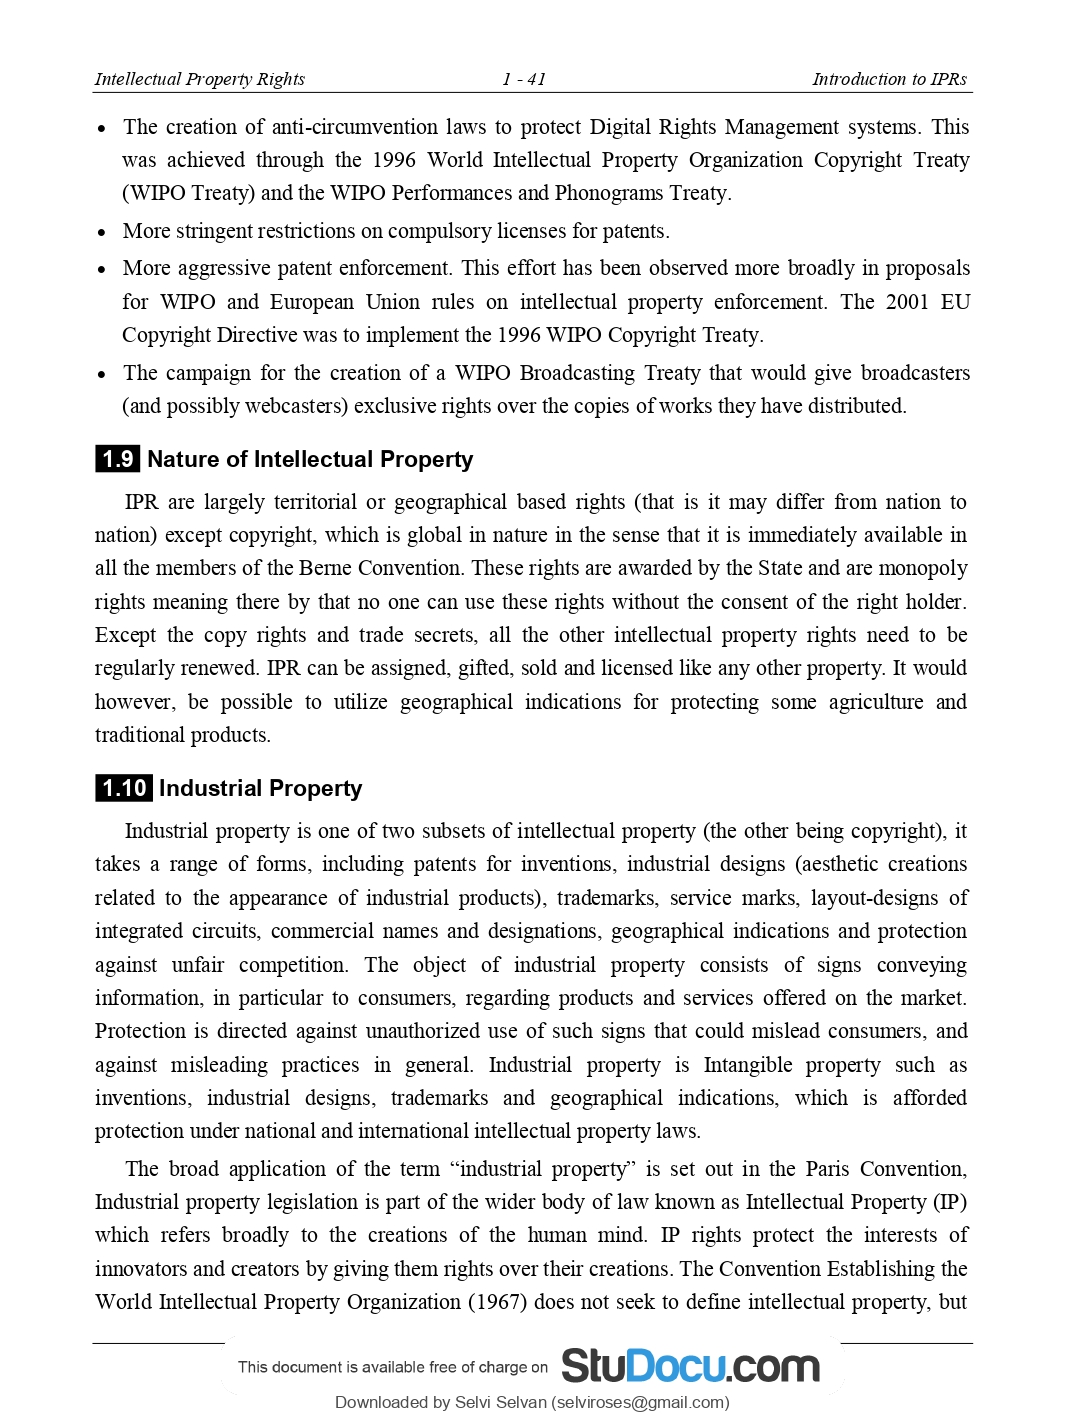 Intellectual Property Rights 1 - 41 Introduction to IPRs
• The creation of anti-circumvention laws to protect Digital Rights Management systems. This
was achieved through the 1996 World Intellectual Property Organization Copyright Treaty
(WIPO Treaty) and the WIPO Performances and Phonograms Treaty.
• More stringent restrictions on compulsory licenses for patents.
• More aggressive patent enforcement. This effort has been observed more broadly in proposals
for WIPO and European Union rules on intellectual property enforcement. The 2001 EU
Copyright Directive was to implement the 1996 WIPO Copyright Treaty.
• The campaign for the creation of a WIPO Broadcasting Treaty that would give broadcasters
(and possibly webcasters) exclusive rights over the copies of works they have distributed.
1.9 Nature of Intellectual Property
IPR are largely territorial or geographical based rights (that is it may differ from nation to
nation) except copyright, which is global in nature in the sense that it is immediately available in
all the members of the Berne Convention. These rights are awarded by the State and are monopoly
rights meaning there by that no one can use these rights without the consent of the right holder.
Except the copy rights and trade secrets, all the other intellectual property rights need to be
regularly renewed. IPR can be assigned, gifted, sold and licensed like any other property. It would
however, be possible to utilize geographical indications for protecting some agriculture and
traditional products.
1.10 Industrial Property
Industrial property is one of two subsets of intellectual property (the other being copyright), it
takes a range of forms, including patents for inventions, industrial designs (aesthetic creations
related to the appearance of industrial products), trademarks, service marks, layout-designs of
integrated circuits, commercial names and designations, geographical indications and protection
against unfair competition. The object of industrial property consists of signs conveying
information, in particular to consumers, regarding products and services offered on the market.
Protection is directed against unauthorized use of such signs that could mislead consumers, and
against misleading practices in general. Industrial property is Intangible property such as
inventions, industrial designs, trademarks and geographical indications, which is afforded
protection under national and international intellectual property laws.
The broad application of the term “industrial property” is set out in the Paris Convention,
Industrial property legislation is part of the wider body of law known as Intellectual Property (IP)
which refers broadly to the creations of the human mind. IP rights protect the interests of
innovators and creators by giving them rights over their creations. The Convention Establishing the
World Intellectual Property Organization (1967) does not seek to define intellectual property, but
This document is available free of charge on StuDocu.com
Downloaded by Selvi Selvan (selviroses@gmail.com)